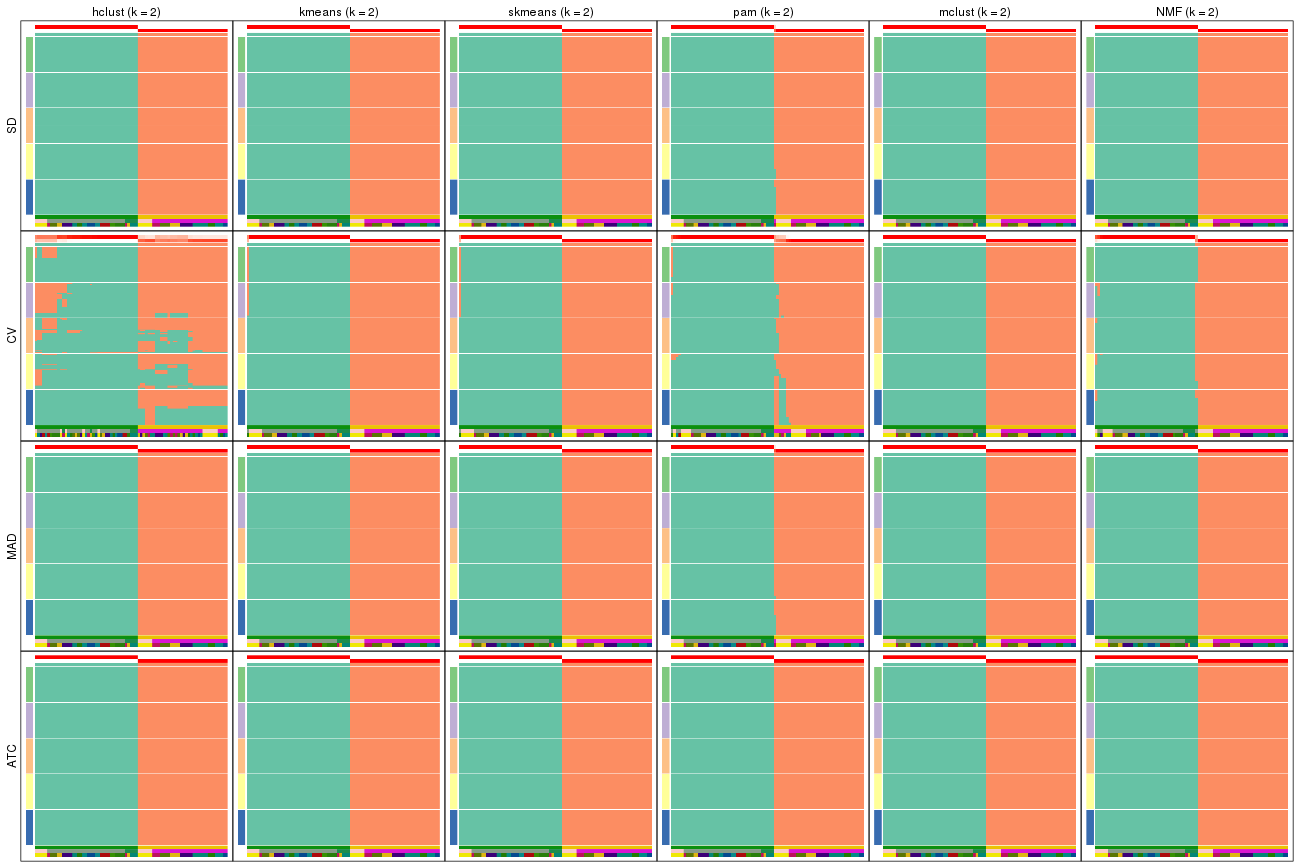 hclust (k = 2)
kmeans (k = 2)
skmeans (k = 2)
pam (k = 2)
mclust (k = 2)
NMF (k = 2)
SD
CV
MAD
ATC